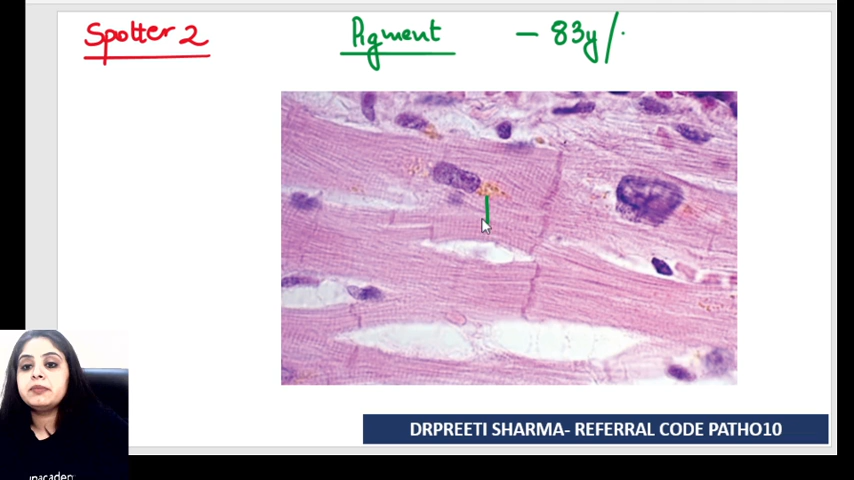 Spotter 2 Pigment - 83y/.
DRPREETI SHARMA- REFERRAL CODE PATHO10